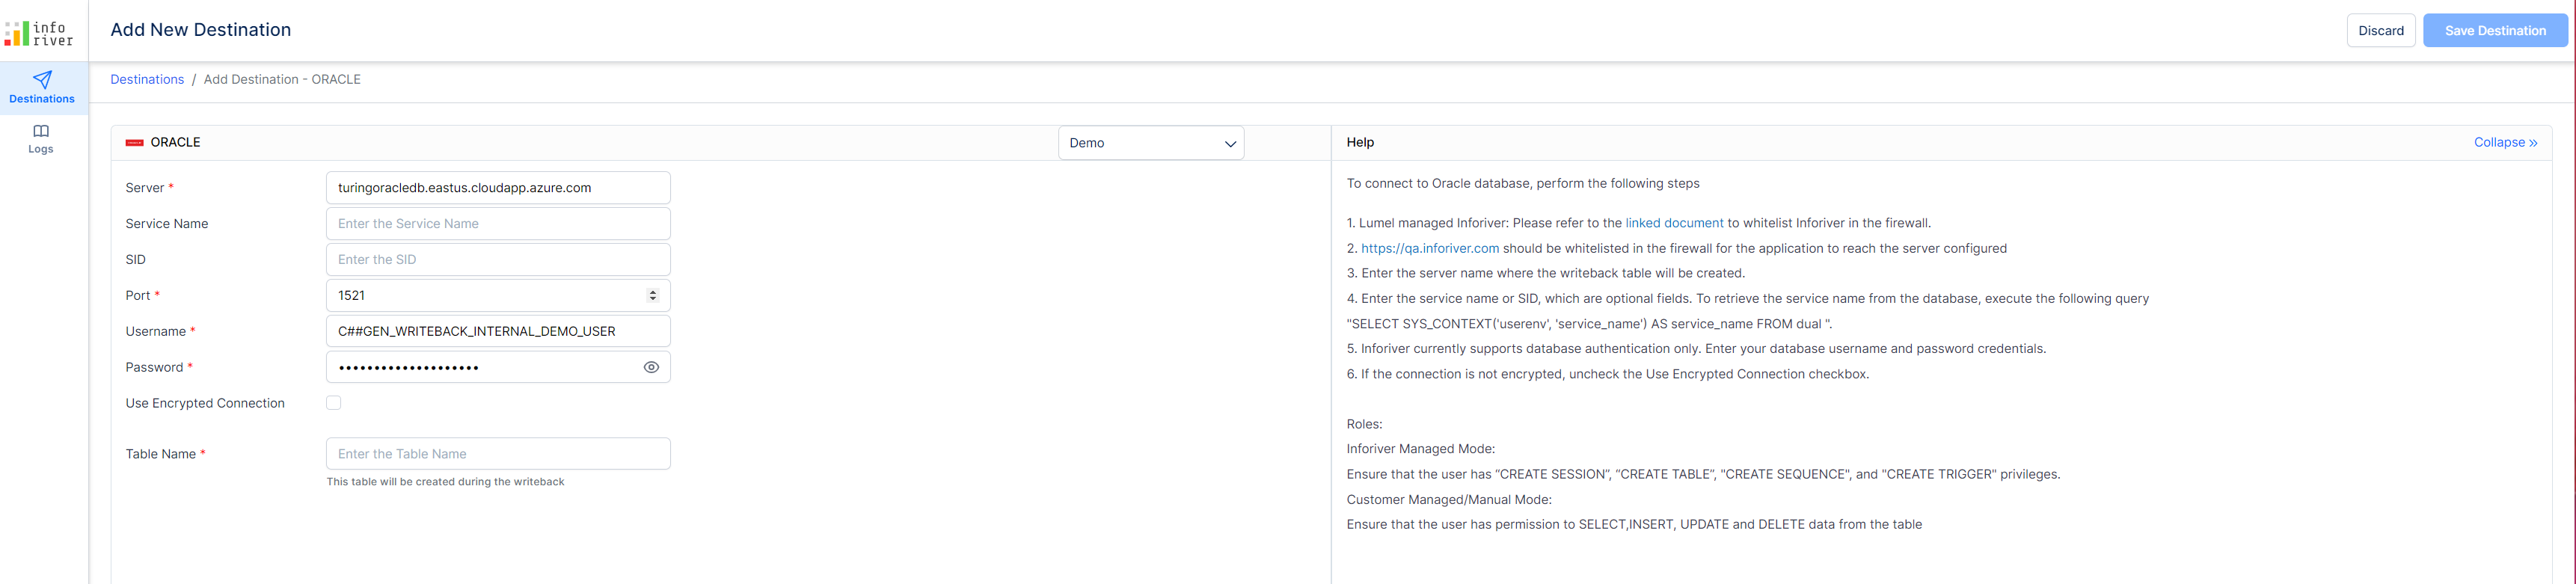 info
river
Add New Destination
Discard
Save Destination
Destinations
Logs
Destinations / Add Destination - ORACLE
ORACLE
Demo
Server *
turingoracledb.eastus.cloudapp.azure.com
Service Name
Enter the Service Name
SID
Enter the SID
Port *
1521
Username *
C##GEN_WRITEBACK_INTERNAL_DEMO_USER
Password *
••••••••••••••••••••
Use Encrypted Connection
Table Name *
Enter the Table Name
This table will be created during the writeback
Help
Collapse »
To connect to Oracle database, perform the following steps
1. Lumel managed Inforiver: Please refer to the linked document to whitelist Inforiver in the firewall.
2. https://qa.inforiver.com should be whitelisted in the firewall for the application to reach the server configured
3. Enter the server name where the writeback table will be created.
4. Enter the service name or SID, which are optional fields. To retrieve the service name from the database, execute the following query
"SELECT SYS_CONTEXT('userenv', 'service_name') AS service_name FROM dual ".
5. Inforiver currently supports database authentication only. Enter your database username and password credentials.
6. If the connection is not encrypted, uncheck the Use Encrypted Connection checkbox.
Roles:
Inforiver Managed Mode:
Ensure that the user has “CREATE SESSION”, “CREATE TABLE”, "CREATE SEQUENCE", and "CREATE TRIGGER" privileges.
Customer Managed/Manual Mode:
Ensure that the user has permission to SELECT,INSERT, UPDATE and DELETE data from the table